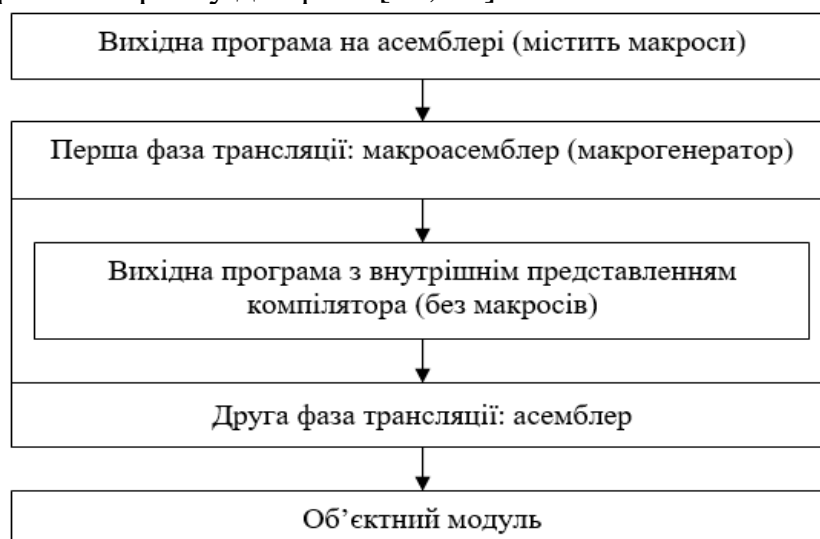 Вихідна програма на асемблері (містить макроси)
Перша фаза трансляції: макроасемблер (макрогенератор)
Вихідна програма з внутрішнім представленням
компілятора (без макросів)
Друга фаза трансляції: асемблер
Об’єктний модуль